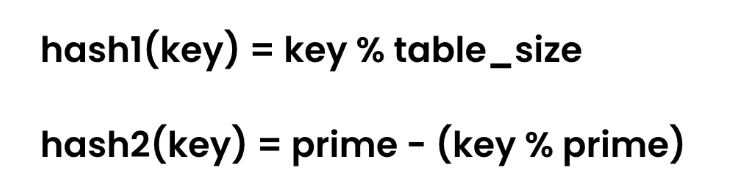 hash1(key) = key % table_size
hash2(key) = prime - (key % prime)